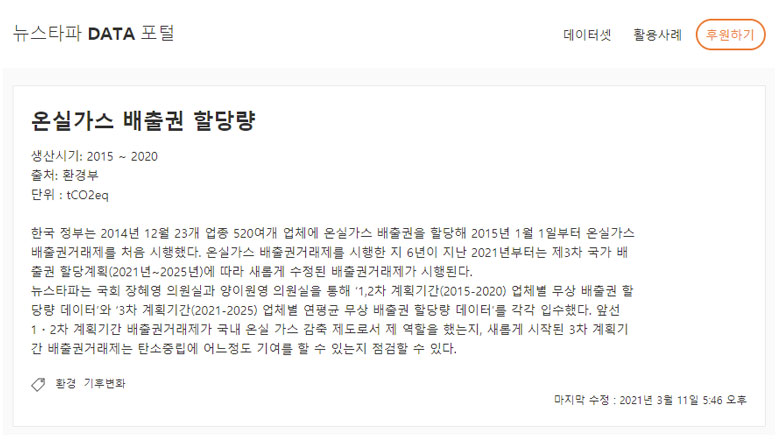 뉴스타파 DATA 포털
데이터셋 활용사례 후원하기
온실가스 배출권 할당량
생산시기: 2015 ~ 2020
출처: 환경부
단위 : tCO2eq
한국 정부는 2014년 12월 23개 업종 520여개 업체에 온실가스 배출권을 할당해 2015년 1월 1일부터 온실가스
배출권거래제를 처음 시행했다. 온실가스 배출권거래제를 시행한 지 6년이 지난 2021년부터는 제3차 국가 배
출권 할당계획(2021년~2025년)에 따라 새롭게 수정된 배출권거래제가 시행된다.
뉴스타파는 국회 장혜영 의원실과 양이원영 의원실을 통해 '1,2차 계획기간(2015-2020) 업체별 무상 배출권 할
당량 데이터'와 '3차 계획기간(2021-2025) 업체별 연평균 무상 배출권 할당량 데이터'를 각각 입수했다. 앞선
1・2차 계획기간 배출권거래제가 국내 온실 가스 감축 제도로서 제 역할을 했는지, 새롭게 시작된 3차 계획기
간 배출권거래제는 탄소중립에 어느정도 기여를 할 수 있는지 점검할 수 있다.
환경 기후변화
마지막 수정 : 2021년 3월 11일 5:46 오후